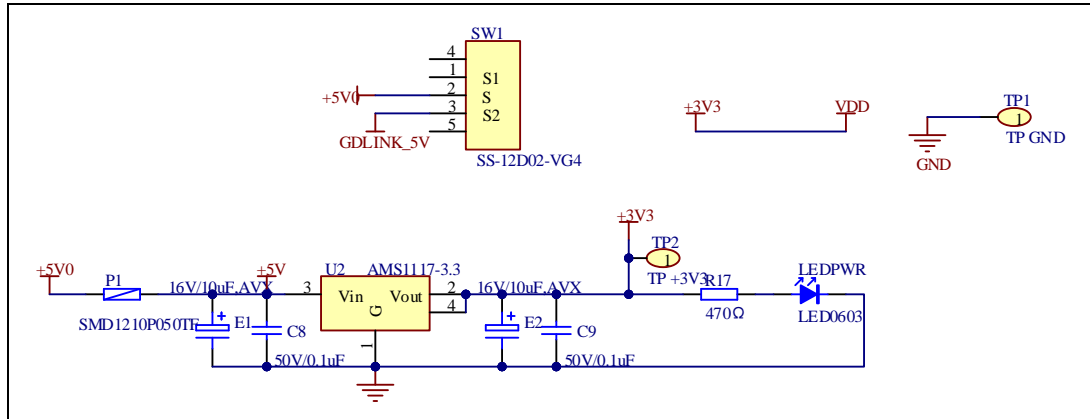 SW1
4
1 S1
+5V0 2 S
3 S2
GDLINK_5V 5
SS-12D02-VG4
+3V3 VDD
TP1
1
TP GND
GND
+3V3
TP2
1
TP +3V3
+5V0 P1 +5V U2 AMS1117-3.3 R17 LEDPWR
16V/10uF,AVX 3 Vin Vout 2 16V/10uF,AVX
4
G
SMD1210P050TF E1 C8 E2 C9 470Ω LED0603
1
50V/0.1uF 50V/0.1uF